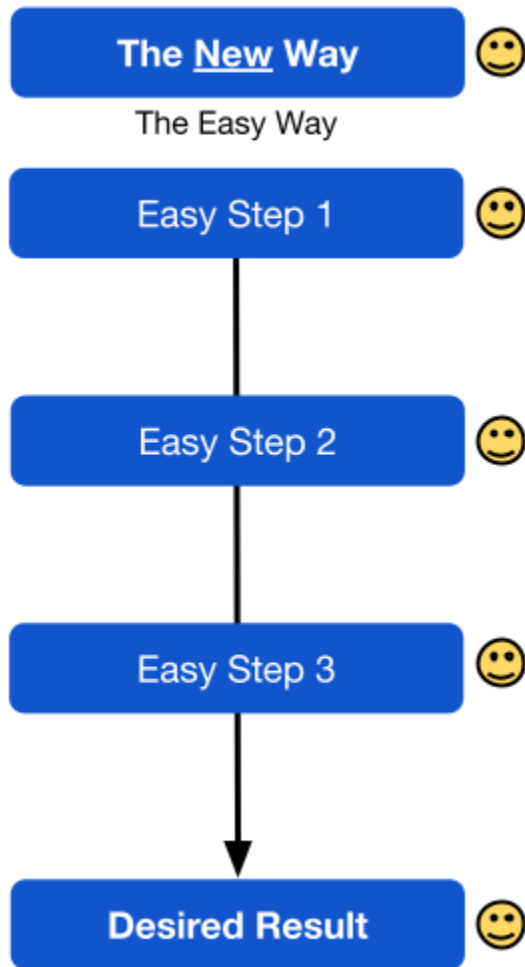 The New Way
The Easy Way
Easy Step 1
Easy Step 2
Easy Step 3
Desired Result